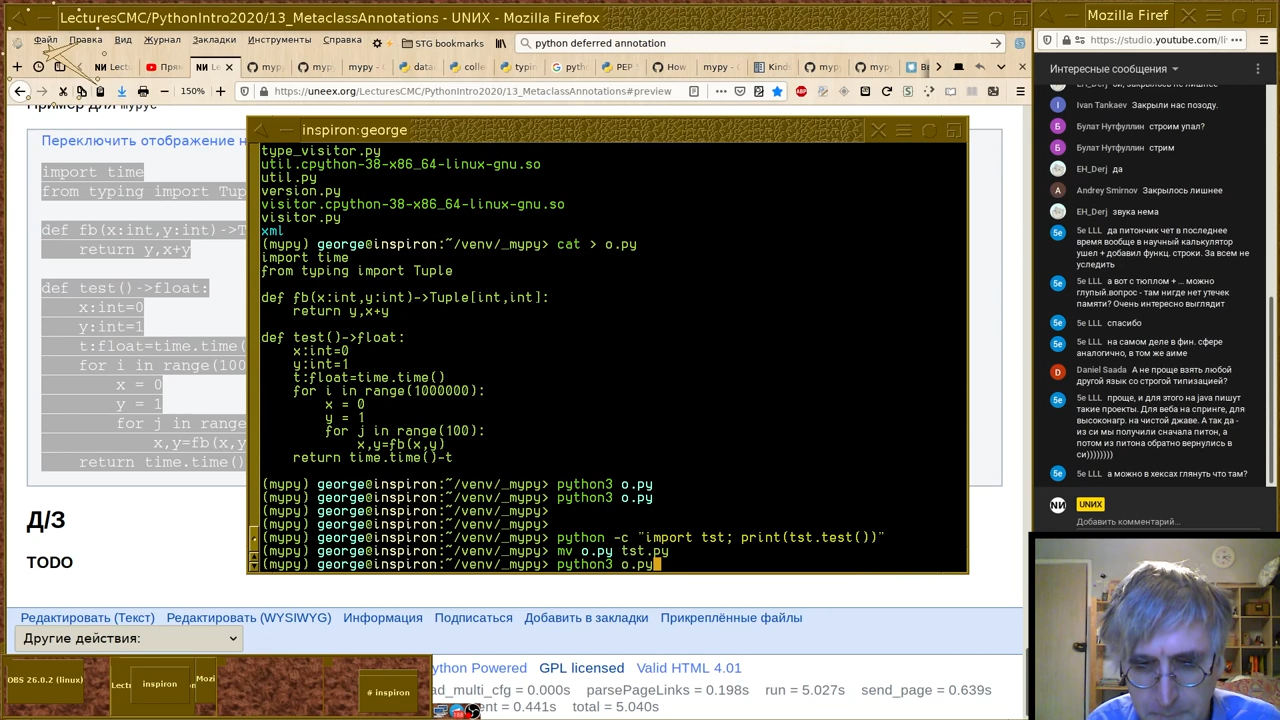 LecturesCMC/PythonIntro2020/13_MetaclassAnnotations - UNИX - Mozilla Firefox
Mozilla Firef
Файл Правка Вид Журнал Закладки Инструменты Справка
STG bookmarks
python deferred annotation
https://studio.youtube.com/li
150%
https://uneex.org/LecturesCMC/PythonIntro2020/13_MetaclassAnnotations#preview
Интересные сообщения
Переключить отображение н
import time
from typing import Tup
def fb(x:int,y:int)->T
return y,x+y
def test()->float:
x:int=0
y:int=1
t:float=time.time(
for i in range(100
x = 0
y = 1
for j in range
x,y=fb(x,y
return time.time()
Д/З
TODO
inspiron:george
type_visitor.py
util.cpython-38-x86_64-linux-gnu.so
util.py
version.py
visitor.cpython-38-x86_64-linux-gnu.so
visitor.py
xml
(mypy) george@inspiron:~/venv/_mypy> cat > o.py
import time
from typing import Tuple
def fb(x:int,y:int)->Tuple[int,int]:
return y,x+y
def test()->float:
x:int=0
y:int=1
t:float=time.time()
for i in range(1000000):
x = 0
y = 1
for j in range(100):
x,y=fb(x,y)
return time.time()-t
(mypy) george@inspiron:~/venv/_mypy> python3 o.py
(mypy) george@inspiron:~/venv/_mypy> python3 o.py
(mypy) george@inspiron:~/venv/_mypy>
(mypy) george@inspiron:~/venv/_mypy>
(mypy) george@inspiron:~/venv/_mypy> python -c "import tst; print(tst.test())"
(mypy) george@inspiron:~/venv/_mypy> mv o.py tst.py
(mypy) george@inspiron:~/venv/_mypy> python3 o.py
Ivan Tankaev Закрыли нас позоду.
Булат Нутфуллин строим упал?
Булат Нутфуллин стрим
EH_Derj да
Andrey Smirnov Закрылось лишнее
EH_Derj звука нема
5e LLL да питончик чет в последнее
время вообще в научный калькулятор
ушел + добавил функц. строки. За всем не
уследить
5e LLL а вот с тюплом + ... можно
глупый.вопрос - там нигде нет утечек
памяти? Очень интересно выглядит
5e LLL спасибо
5e LLL на самом деле в фин. сфере
аналогично, в том же аиме
Daniel Saada А не проще взять любой
другой язык со строгой типизацией?
5e LLL проще, и для этого на java пишут
такие проекты. Для веба на спринге, для
высоконагр. на чистой джаве. А так да -
из си мы получили сначала питон, а
потом из питона обратно вернулись в
си))))))))
5e LLL а можно в хексах глянуть что там?
UNИX
Добавить комментарий...
Редактировать (Текст) Редактировать (WYSIWYG) Информация Подписаться Добавить в закладки Прикреплённые файлы
Другие действия:
ython Powered GPL licensed Valid HTML 4.01
ad_multi_cfg = 0.000s parsePageLinks = 0.198s run = 5.027s send_page = 0.639s
ent = 0.441s total = 5.040s
OBS 26.0.2 (linux)
inspiron
Mozi
# inspiron